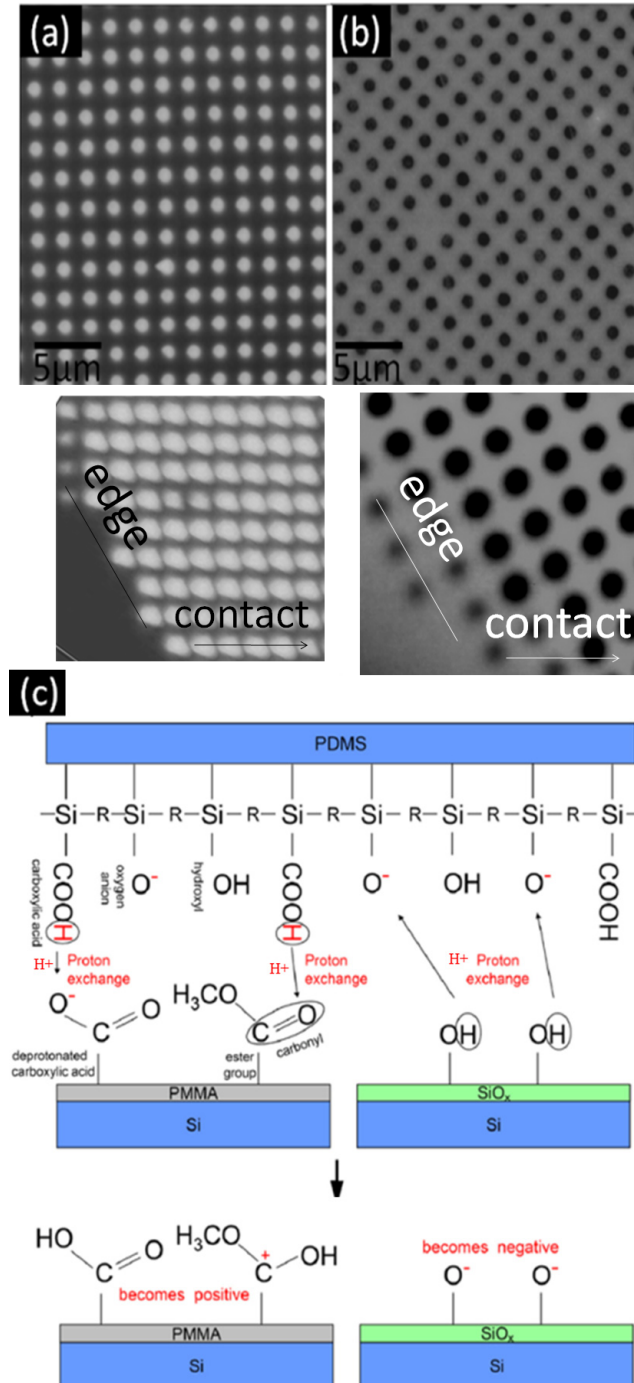 (a)
(b)
5μm
5μm
edge
contact
edge
contact
(c)
PDMS
Si R Si R Si R Si R Si R Si R Si R Si
carboxylic acid
COOH
oxygen anion
O-
hydroxyl
OH
COOH
O-
OH
O-
COOH
H+
Proton
exchange
H+
Proton
exchange
H+
Proton
exchange
O-
C
O
H3CO
C
O
carbonyl
OH
OH
deprotonated
carboxylic acid
ester
group
PMMA
Si
SiOx
Si
HO
C
O
H3CO
C
+
OH
becomes positive
becomes negative
O-
O-
PMMA
Si
SiOx
Si